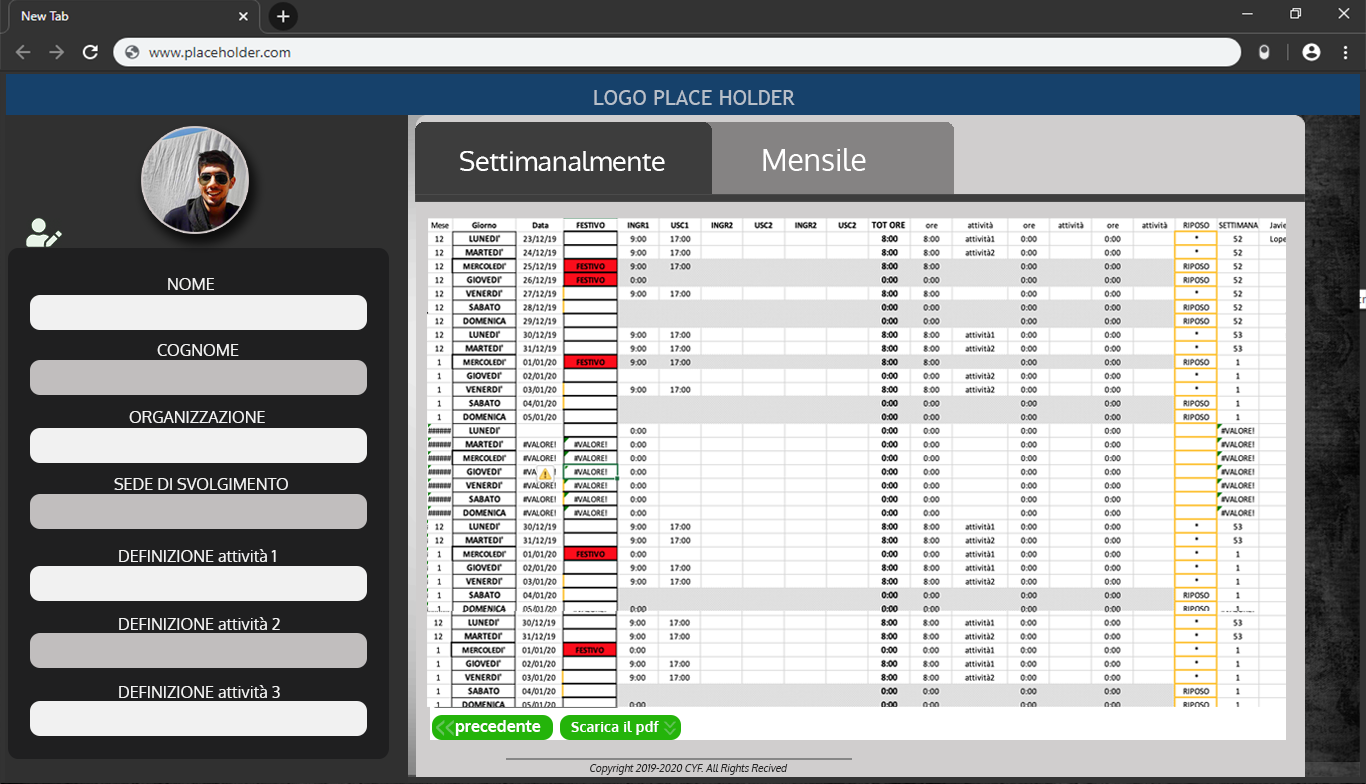 New Tab
www.placeholder.com
LOGO PLACE HOLDER
NOME
COGNOME
ORGANIZZAZIONE
SEDE DI SVOLGIMENTO
DEFINIZIONE attività 1
DEFINIZIONE attività 2
DEFINIZIONE attività 3
Settimanalmente Mensile
Mese Giorno Data FESTIVO INGR1 USC1 INGR2 USC2 INGR2 USC2 TOT ORE ore attività ore attività ore attività RIPOSO SETTIMANA Javie
12 LUNEDI' 23/12/19 9:00 17:00 8:00 8:00 attività1 0:00 0:00 * 52 Lope
12 MARTEDI' 24/12/19 9:00 17:00 8:00 8:00 attività2 0:00 0:00 * 52
12 MERCOLEDI' 25/12/19 FESTIVO 9:00 17:00 8:00 0:00 0:00 0:00 RIPOSO 52
12 GIOVEDI' 26/12/19 FESTIVO 0:00 0:00 0:00 0:00 0:00 RIPOSO 52
12 VENERDI' 27/12/19 9:00 17:00 8:00 8:00 0:00 0:00 * 52
12 SABATO 28/12/19 0:00 0:00 0:00 0:00 RIPOSO 52
12 DOMENICA 29/12/19 0:00 0:00 0:00 0:00 RIPOSO 52
12 LUNEDI' 30/12/19 9:00 17:00 8:00 8:00 attività1 0:00 0:00 * 53
12 MARTEDI' 31/12/19 9:00 17:00 8:00 8:00 attività2 0:00 0:00 * 53
1 MERCOLEDI' 01/01/20 FESTIVO 9:00 17:00 8:00 8:00 0:00 0:00 RIPOSO 1
1 GIOVEDI' 02/01/20 0:00 0:00 attività2 0:00 0:00 * 1
1 VENERDI' 03/01/20 9:00 17:00 8:00 8:00 attività2 0:00 0:00 * 1
1 SABATO 04/01/20 0:00 0:00 0:00 0:00 RIPOSO 1
1 DOMENICA 05/01/20 0:00 0:00 0:00 0:00 RIPOSO 1
###### LUNEDI' 0:00 0:00 0:00 0:00 0:00 #VALORE!
###### MARTEDI' #VALORE! #VALORE! 0:00 0:00 0:00 0:00 0:00 #VALORE!
###### MERCOLEDI' #VALORE! #VALORE! 0:00 0:00 0:00 0:00 0:00 #VALORE!
###### GIOVEDI' #VALORE! 0:00 0:00 0:00 0:00 0:00 #VALORE!
###### VENERDI' #VALORE! #VALORE! 0:00 0:00 0:00 0:00 0:00 #VALORE!
###### SABATO #VALORE! #VALORE! 0:00 0:00 0:00 0:00 0:00 #VALORE!
###### DOMENICA #VALORE! #VALORE! 0:00 0:00 0:00 0:00 0:00 #VALORE!
12 LUNEDI' 30/12/19 9:00 17:00 8:00 8:00 attività1 0:00 0:00 * 53
12 MARTEDI' 31/12/19 9:00 17:00 8:00 8:00 attività2 0:00 0:00 * 53
1 MERCOLEDI' 01/01/20 FESTIVO 0:00 0:00 0:00 0:00 0:00 * 1
1 GIOVEDI' 02/01/20 9:00 17:00 8:00 8:00 attività1 0:00 0:00 * 1
1 VENERDI' 03/01/20 9:00 17:00 8:00 8:00 attività2 0:00 0:00 * 1
1 SABATO 04/01/20 0:00 0:00 0:00 0:00 RIPOSO 1
1 DOMENICA 05/01/20 0:00 0:00 0:00 0:00 0:00 RIPOSO 1
12 LUNEDI' 30/12/19 9:00 17:00 8:00 8:00 attività1 0:00 0:00 * 53
12 MARTEDI' 31/12/19 9:00 17:00 8:00 8:00 attività2 0:00 0:00 * 53
1 MERCOLEDI' 01/01/20 FESTIVO 0:00 0:00 0:00 0:00 0:00 * 1
1 GIOVEDI' 02/01/20 9:00 17:00 8:00 8:00 attività1 0:00 0:00 * 1
1 VENERDI' 03/01/20 9:00 17:00 8:00 8:00 attività2 0:00 0:00 * 1
1 SABATO 04/01/20 0:00 0:00 0:00 0:00 RIPOSO 1
1 DOMENICA 05/01/20 0:00 0:00 0:00 0:00 0:00 RIPOSO 1
precedente Scarica il pdf
Copyright 2019-2020 CYF. All Rights Recived